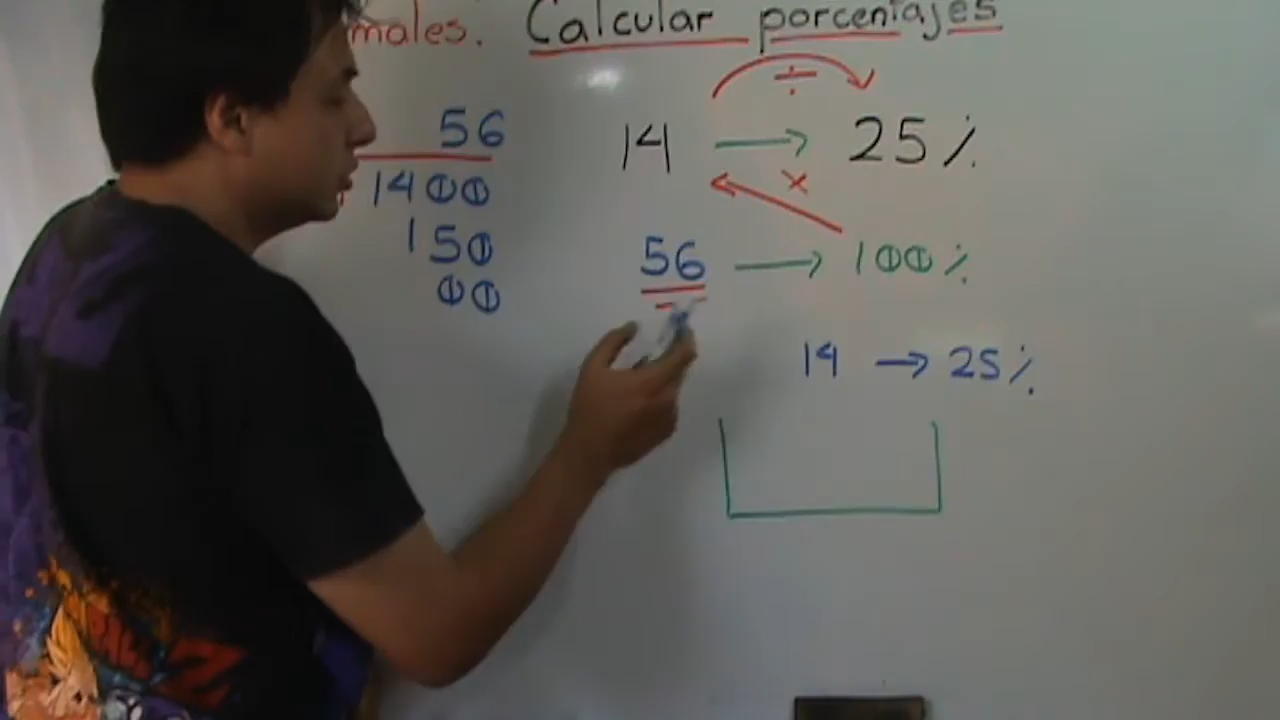 males. Calcular porcentajes
÷
56
1400
150
00
14 → 25%
×
56 → 100%
14 → 25%